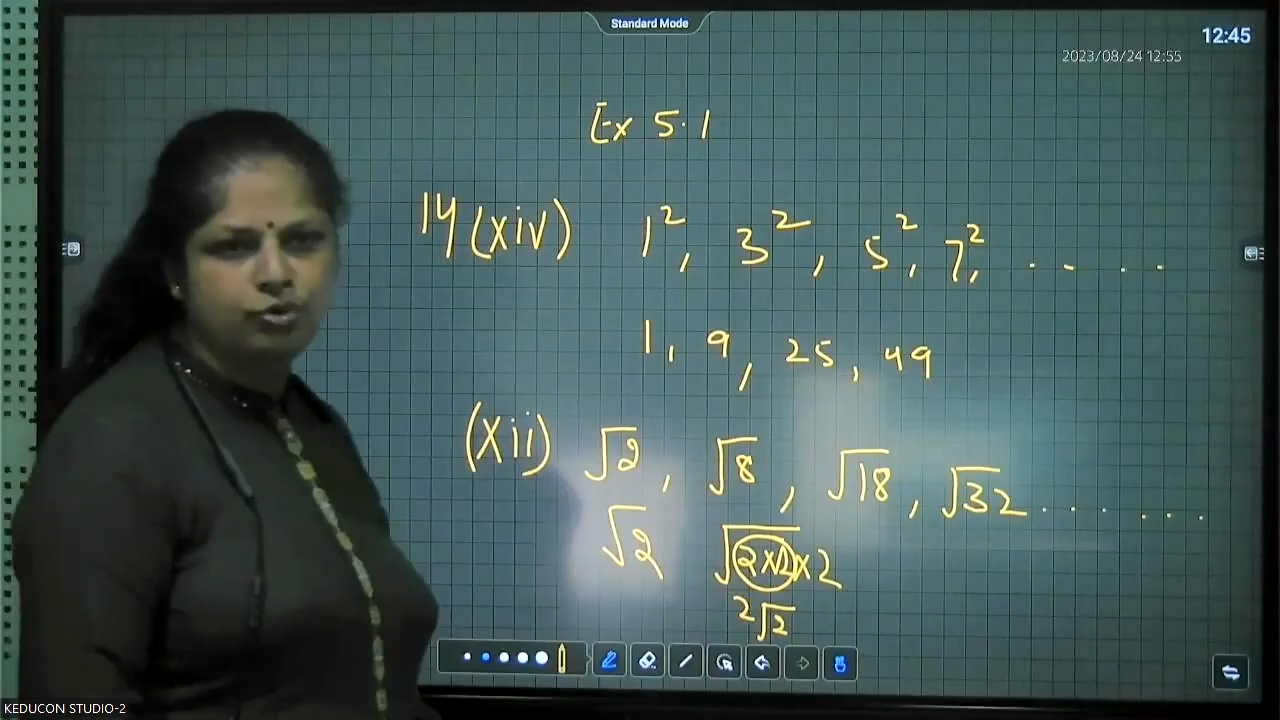 Standard Mode
12:45
2023/08/24 12:55
Ex 5.1
14 (xiv) 1², 3², 5², 7², . . . .
1, 9, 25, 49
(xii) √2, √8, √18, √32 . . . . . .
√2 √2×2×2
2√2
KEDUCON STUDIO-2